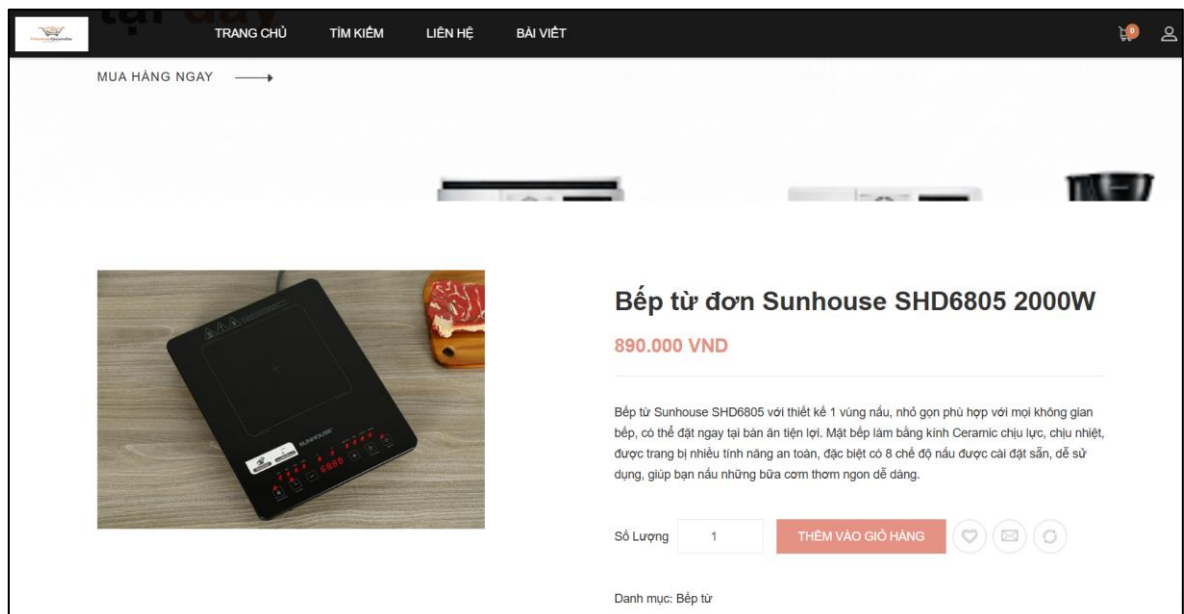 tại đây
TRANG CHỦ TÌM KIẾM LIÊN HỆ BÀI VIẾT 0
MUA HÀNG NGAY
Bếp từ đơn Sunhouse SHD6805 2000W
890.000 VND
Bếp từ Sunhouse SHD6805 với thiết kế 1 vùng nấu, nhỏ gọn phù hợp với mọi không gian
bếp, có thể đặt ngay tại bàn ăn tiện lợi. Mặt bếp làm bằng kính Ceramic chịu lực, chịu nhiệt,
được trang bị nhiều tính năng an toàn, đặc biệt có 8 chế độ nấu được cài đặt sẵn, dễ sử
dụng, giúp bạn nấu những bữa cơm thơm ngon dễ dàng.
SUNHOUSE
Số Lượng 1 THÊM VÀO GIỎ HÀNG
Danh mục: Bếp từ